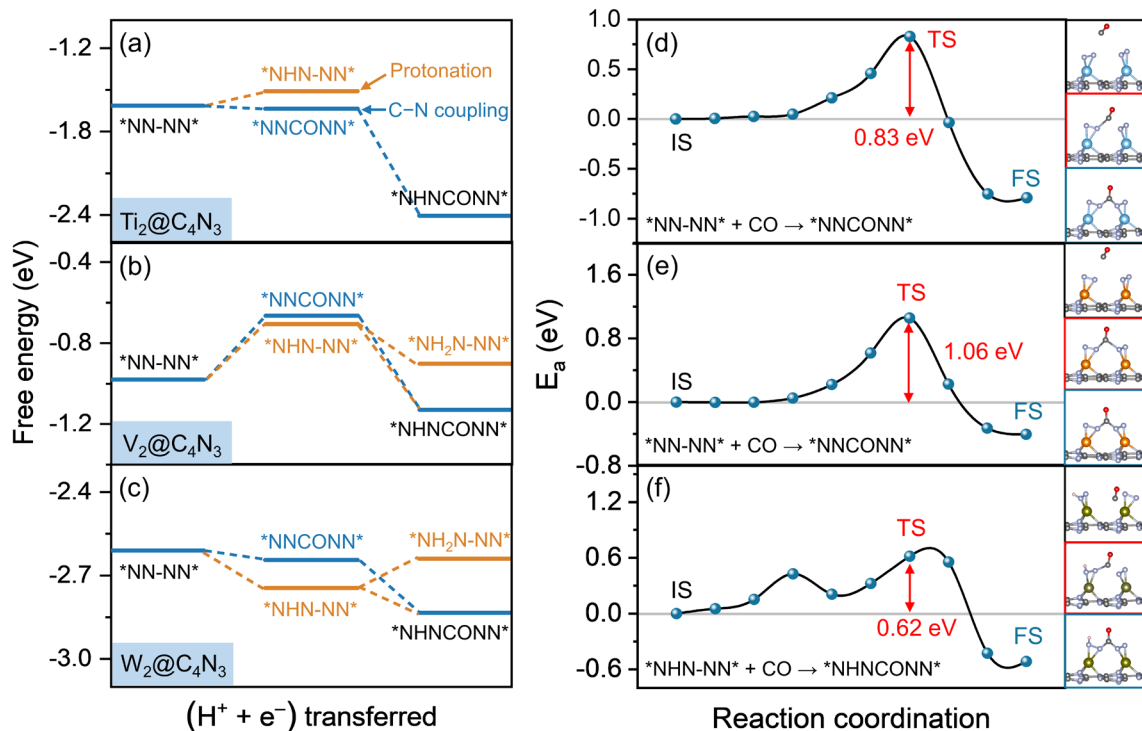 Free energy (eV)
(a)
-1.2
-1.8
-2.4
*NHN-NN*
Protonation
C−N coupling
*NN-NN*
*NNCONN*
*NHNCONN*
Ti₂@C₄N₃
(b)
-0.4
-0.8
-1.2
*NNCONN*
*NHN-NN*
*NH₂N-NN*
*NN-NN*
*NHNCONN*
V₂@C₄N₃
(c)
-2.4
-2.7
-3.0
*NNCONN*
*NH₂N-NN*
*NN-NN*
*NHN-NN*
*NHNCONN*
W₂@C₄N₃
(H⁺ + e⁻) transferred
Eₐ (eV)
(d)
1.0
0.5
0.0
-0.5
-1.0
TS
IS
0.83 eV
FS
*NN-NN* + CO → *NNCONN*
(e)
1.6
0.8
0.0
-0.8
TS
1.06 eV
IS
FS
*NN-NN* + CO → *NNCONN*
(f)
1.2
0.6
0.0
-0.6
TS
IS
0.62 eV
FS
*NHN-NN* + CO → *NHNCONN*
Reaction coordination